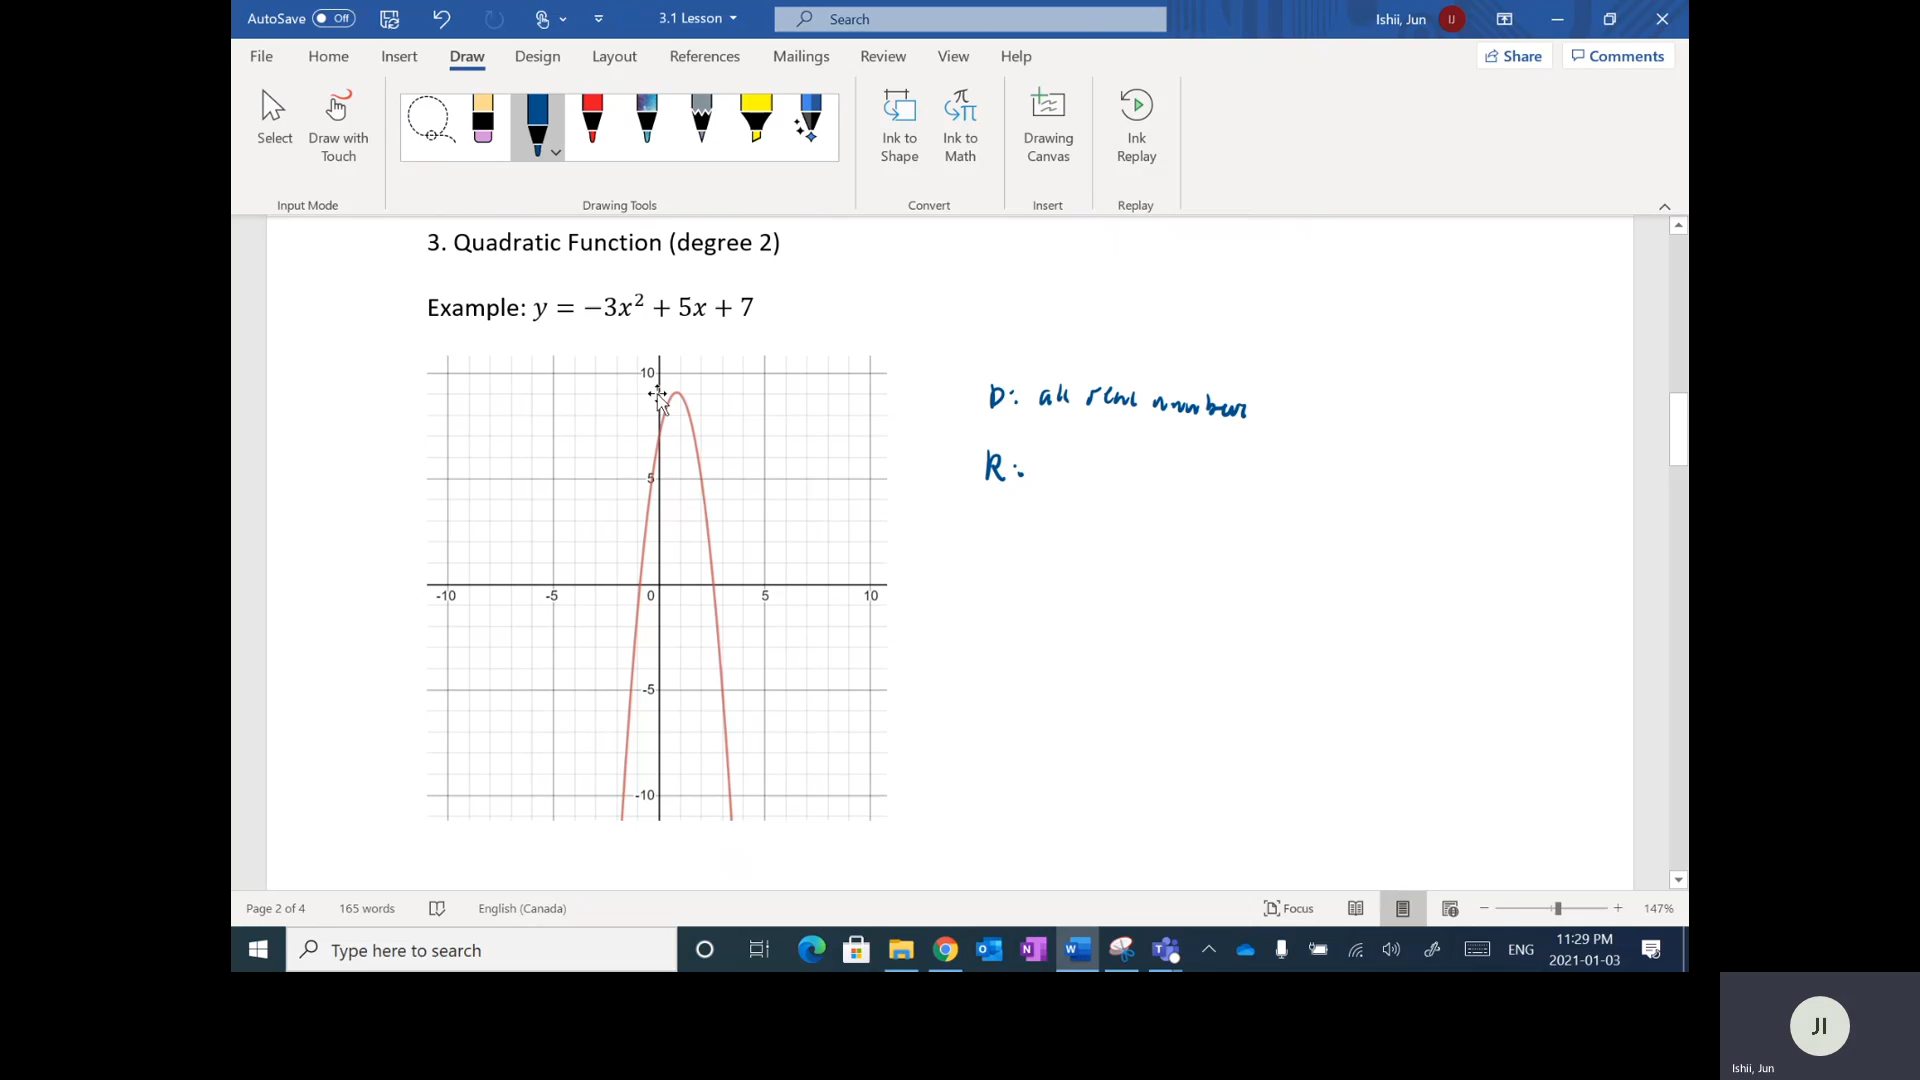 AutoSave Off 3.1 Lesson Search Ishii, Jun IJ
File Home Insert Draw Design Layout References Mailings Review View Help Share Comments
Select Draw with Touch Ink to Shape Ink to Math Drawing Canvas Ink Replay
Input Mode Drawing Tools Convert Insert Replay
3. Quadratic Function (degree 2)
Example: y = −3x² + 5x + 7
10
5
-10 -5 0 5 10
-5
-10
D: all real numbers
R:
Page 2 of 4 165 words English (Canada) Focus 147%
Type here to search ENG 11:29 PM
2021-01-03
JI
Ishii, Jun